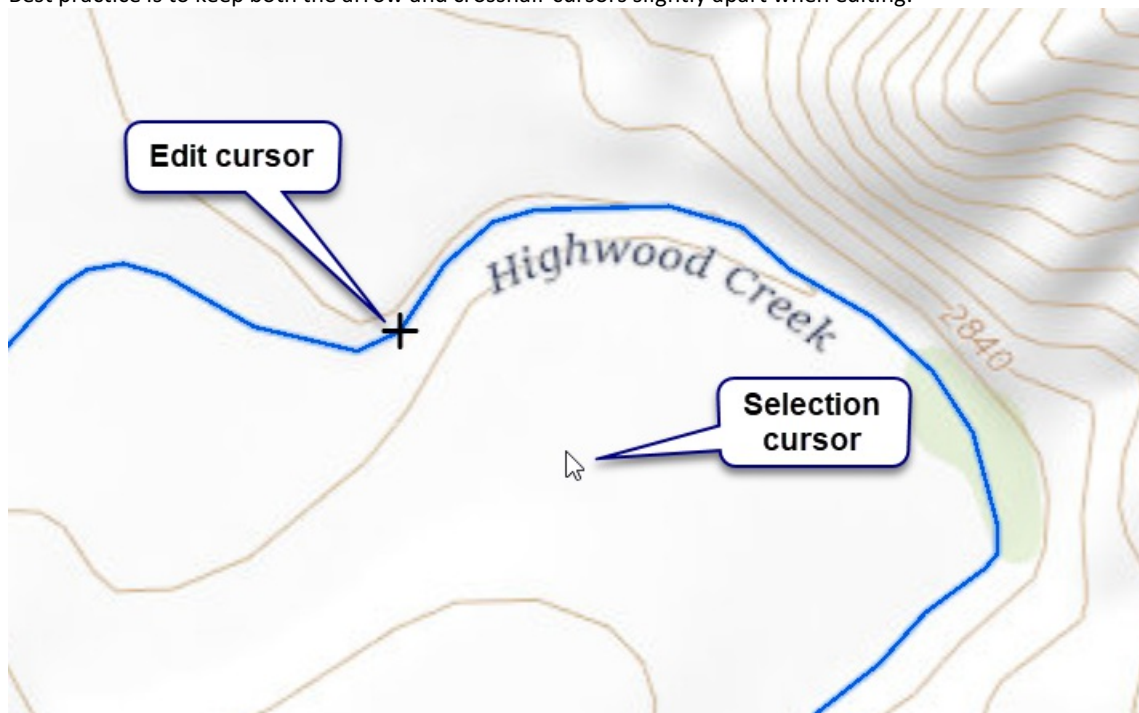 Best practice is to keep both the arrow and crosshair cursors slightly apart when editing.
Edit cursor
Highwood Creek
2840
Selection
cursor